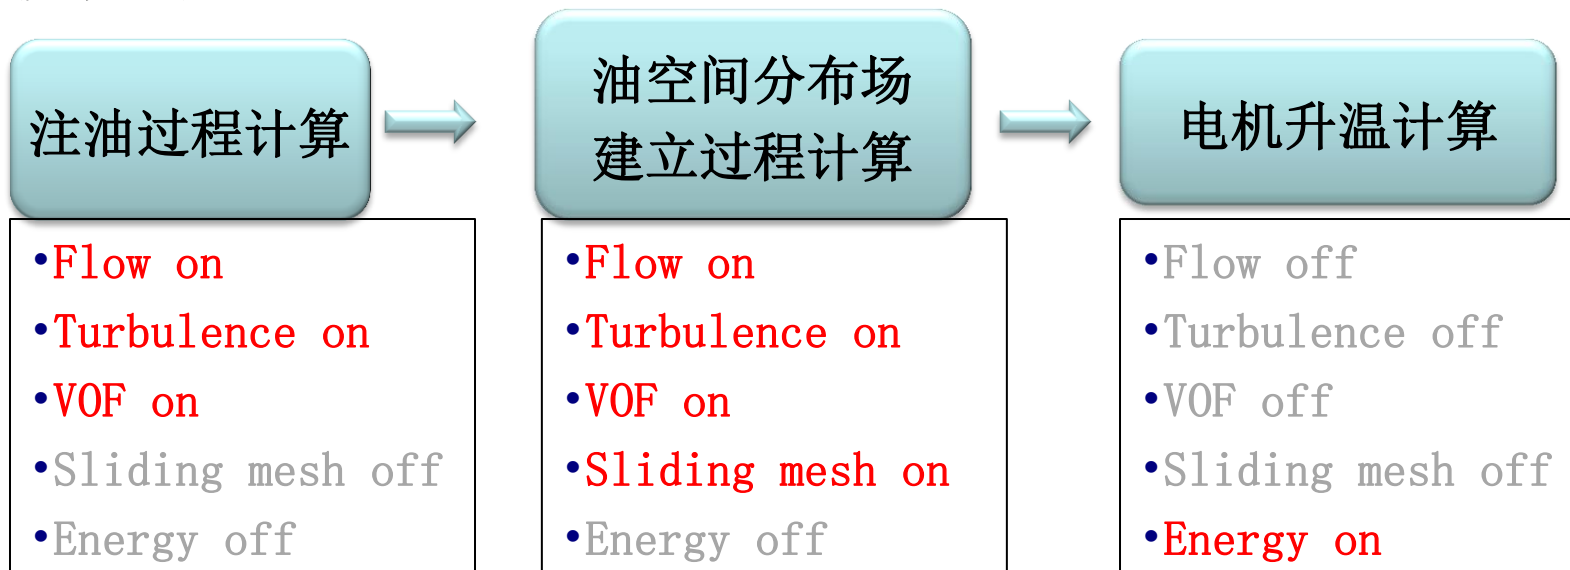 注油过程计算
油空间分布场
建立过程计算
电机升温计算
•Flow on
•Turbulence on
•VOF on
•Sliding mesh off
•Energy off
•Flow on
•Turbulence on
•VOF on
•Sliding mesh on
•Energy off
•Flow off
•Turbulence off
•VOF off
•Sliding mesh off
•Energy on